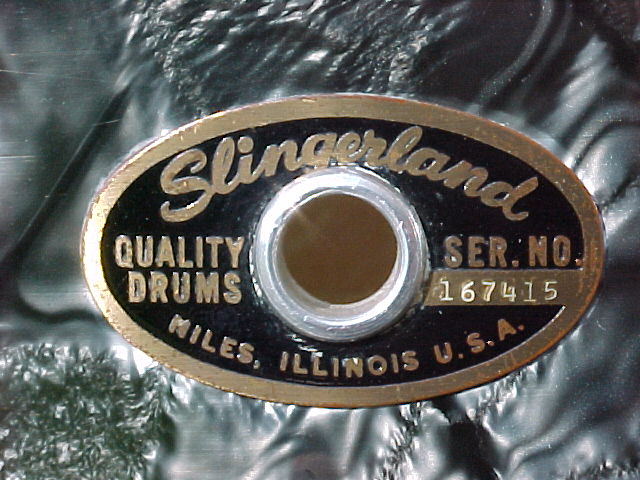 Slingerland
QUALITY DRUMS
SER. NO.
167415
NILES, ILLINOIS U.S.A.